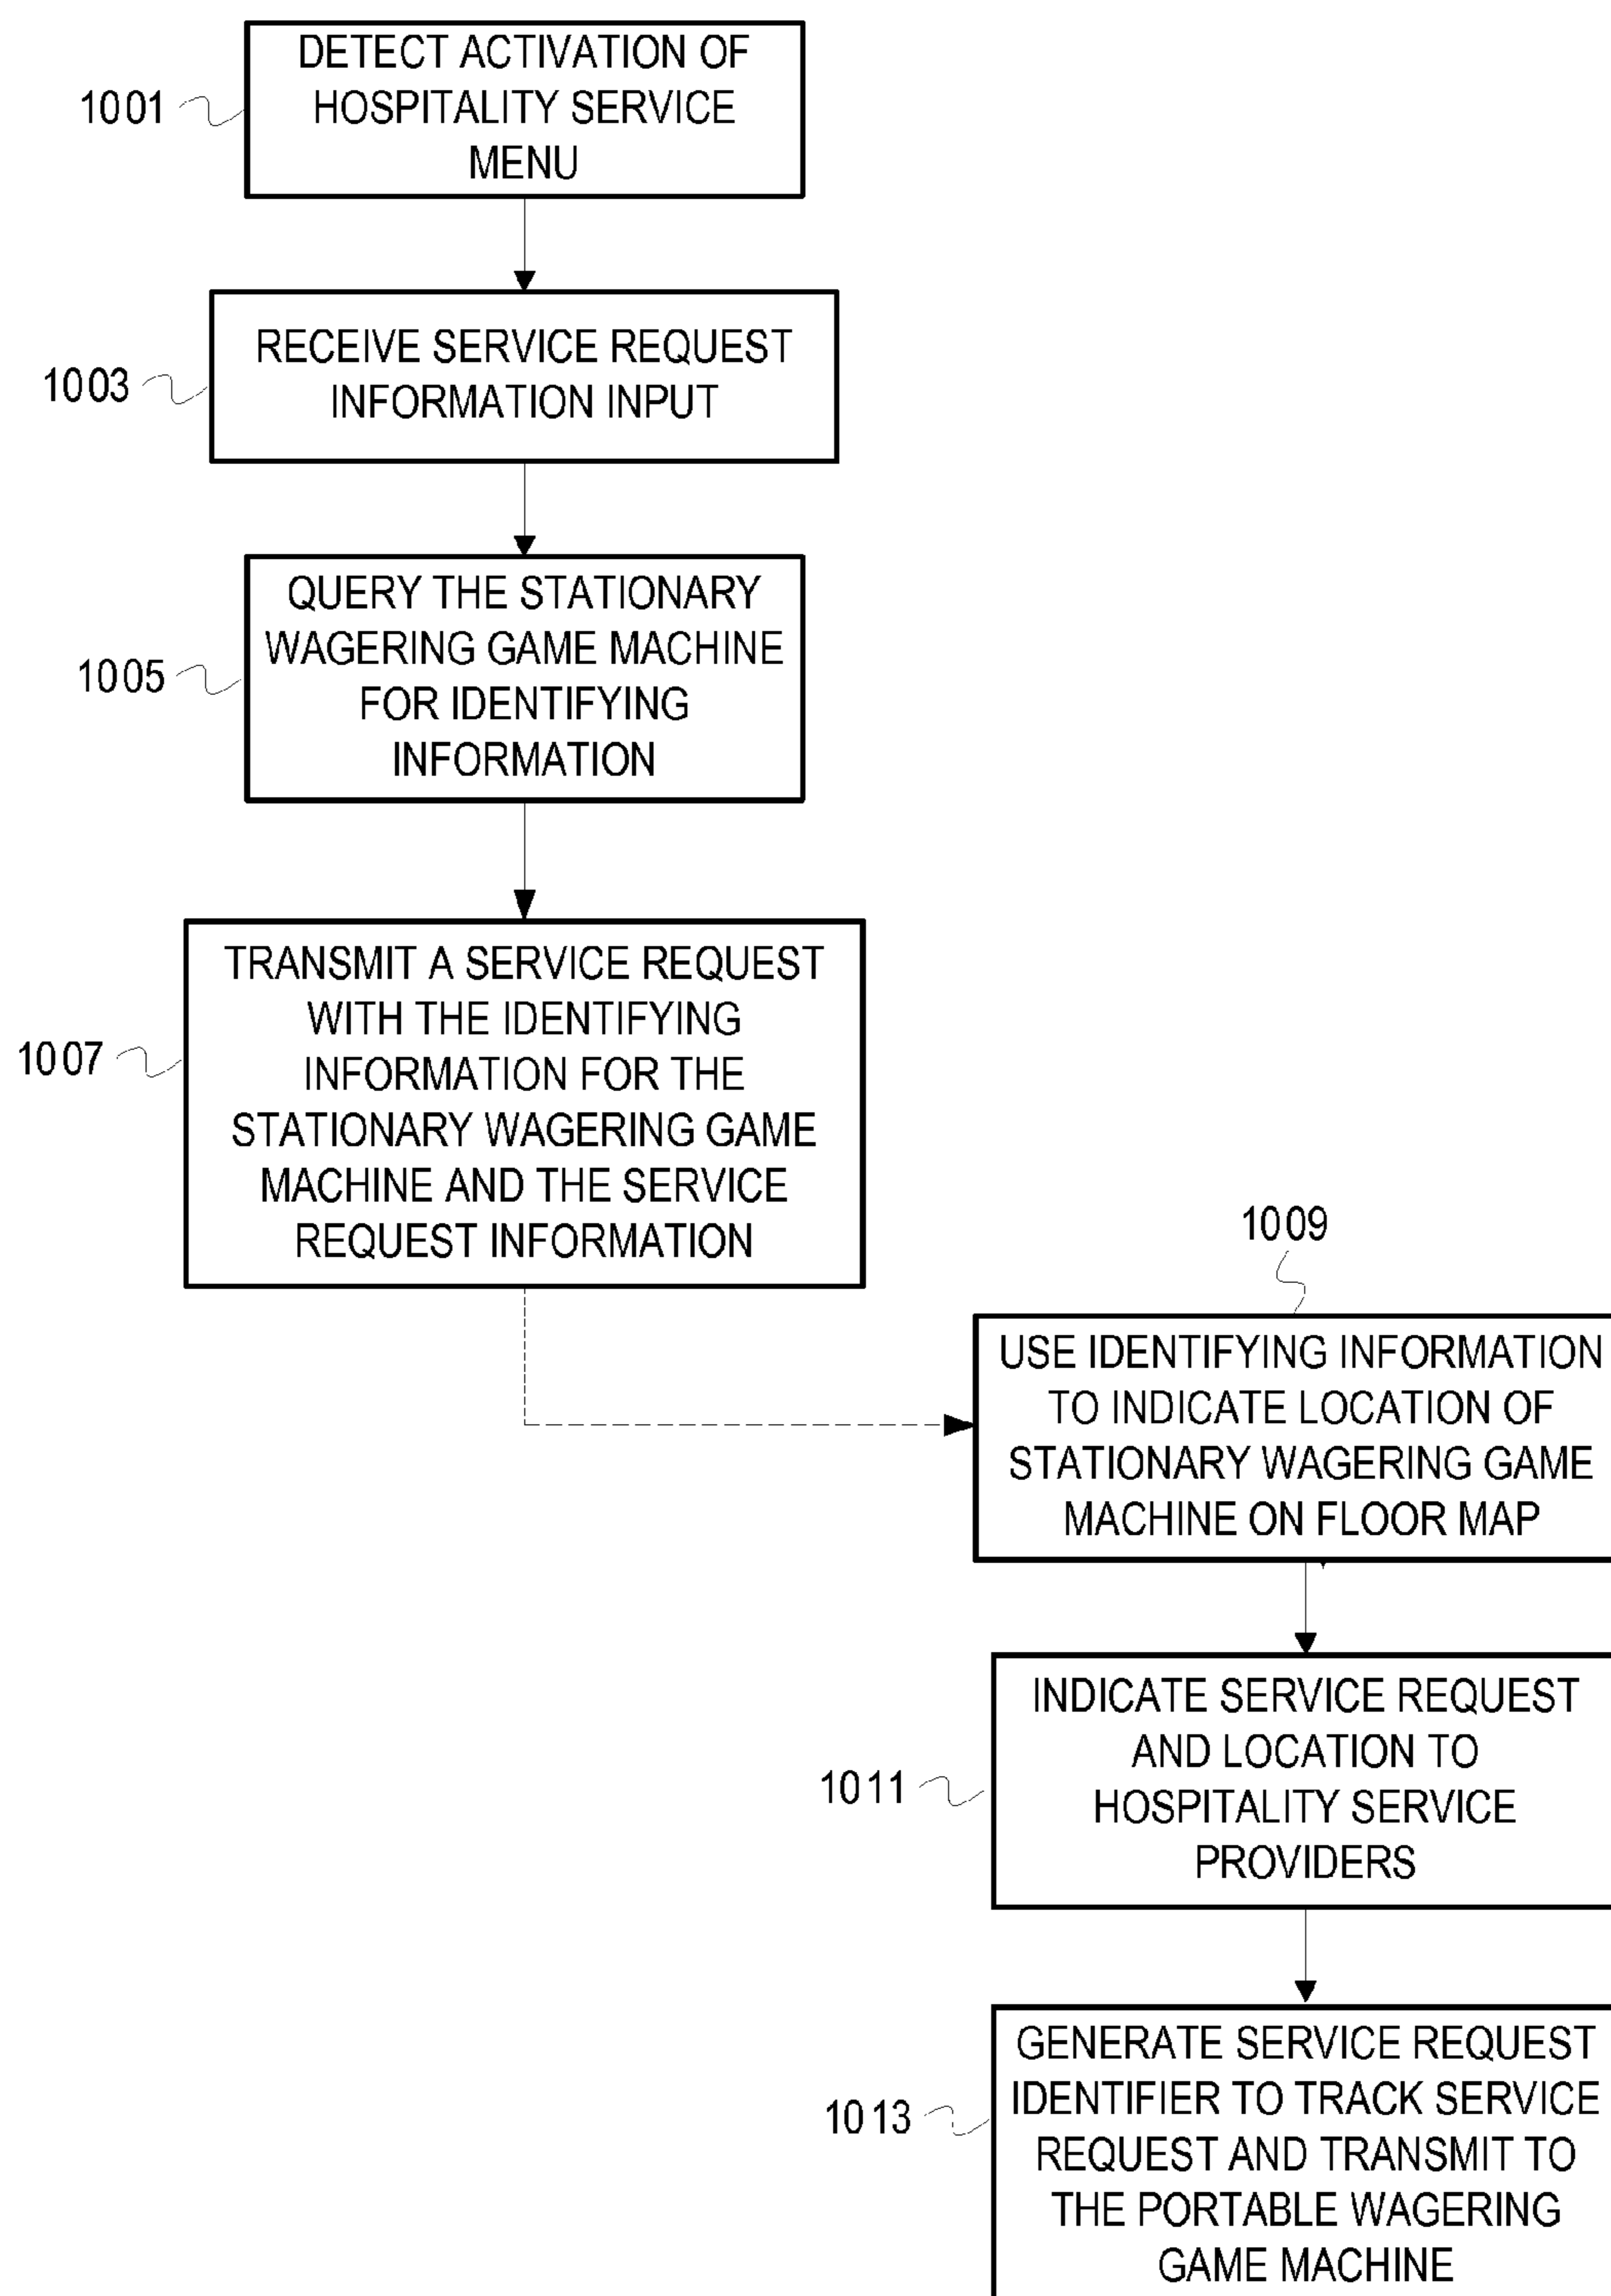 DETECT ACTIVATION OF
HOSPITALITY SERVICE
MENU
1001
RECEIVE SERVICE REQUEST
INFORMATION INPUT
1003
QUERY THE STATIONARY
WAGERING GAME MACHINE
FOR IDENTIFYING
INFORMATION
1005
TRANSMIT A SERVICE REQUEST
WITH THE IDENTIFYING
INFORMATION FOR THE
STATIONARY WAGERING GAME
MACHINE AND THE SERVICE
REQUEST INFORMATION
1007
1009
USE IDENTIFYING INFORMATION
TO INDICATE LOCATION OF
STATIONARY WAGERING GAME
MACHINE ON FLOOR MAP
INDICATE SERVICE REQUEST
AND LOCATION TO
HOSPITALITY SERVICE
PROVIDERS
1011
GENERATE SERVICE REQUEST
IDENTIFIER TO TRACK SERVICE
REQUEST AND TRANSMIT TO
THE PORTABLE WAGERING
GAME MACHINE
1013